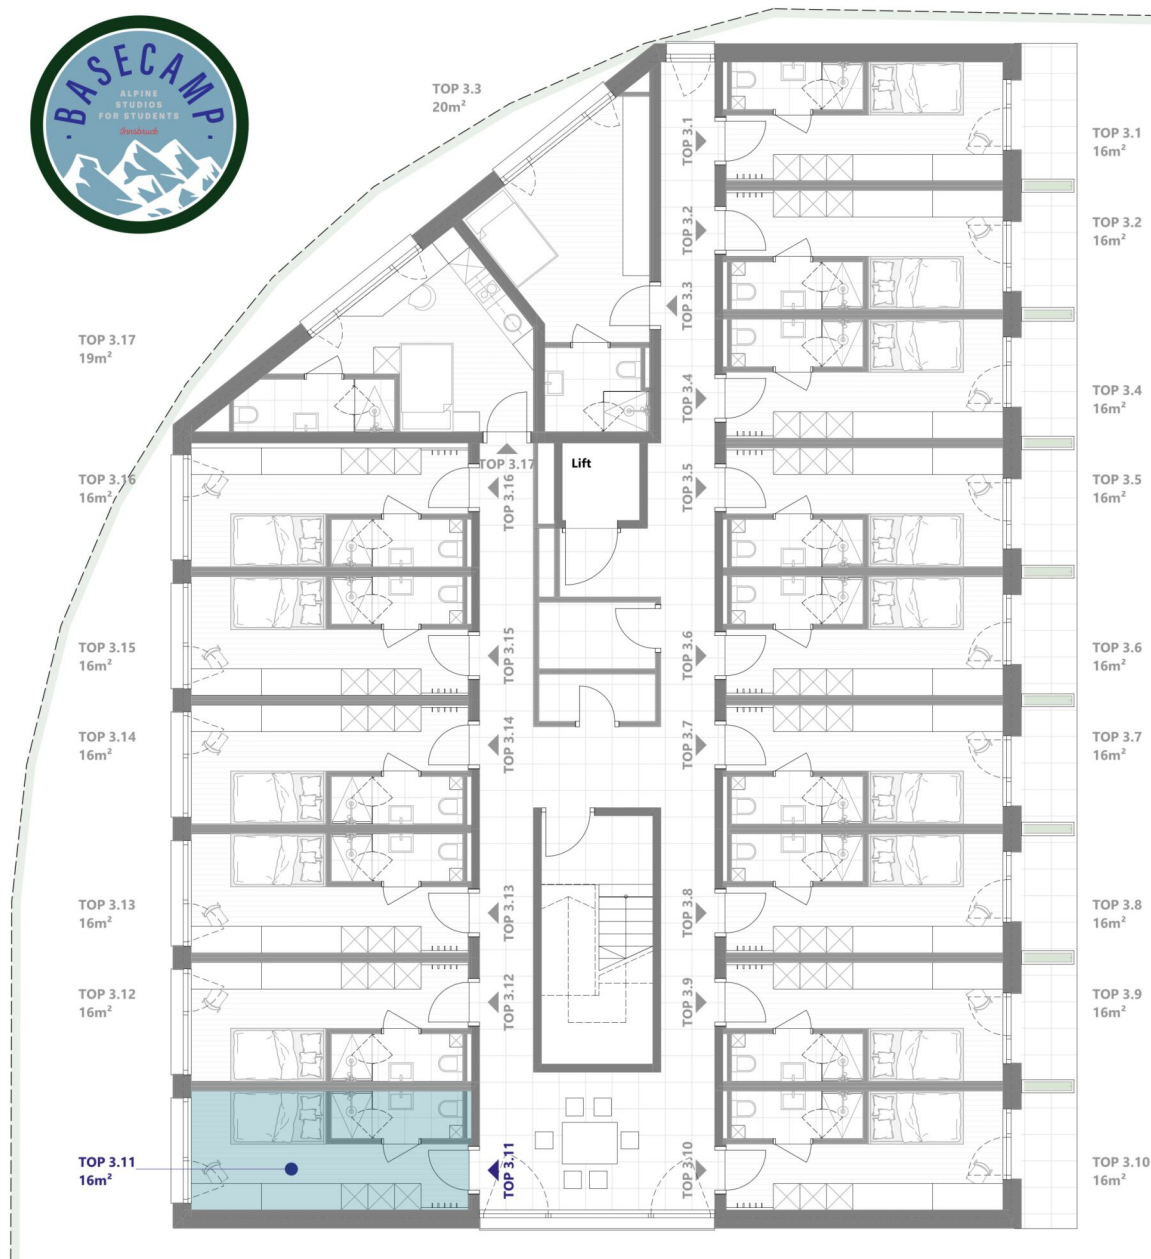 BASECAMP
ALPINE
STUDIOS
FOR STUDENTS
Innsbruck
TOP 3.3
20m²
TOP 3.17
19m²
TOP 3.16
16m²
TOP 3.15
16m²
TOP 3.14
16m²
TOP 3.13
16m²
TOP 3.12
16m²
TOP 3.11
16m²
TOP 3.17
Lift
TOP 3.16
TOP 3.15
TOP 3.14
TOP 3.13
TOP 3.12
TOP 3.11
TOP 3.1
TOP 3.2
TOP 3.3
TOP 3.4
TOP 3.5
TOP 3.6
TOP 3.7
TOP 3.8
TOP 3.9
TOP 3.10
TOP 3.1
16m²
TOP 3.2
16m²
TOP 3.4
16m²
TOP 3.5
16m²
TOP 3.6
16m²
TOP 3.7
16m²
TOP 3.8
16m²
TOP 3.9
16m²
TOP 3.10
16m²